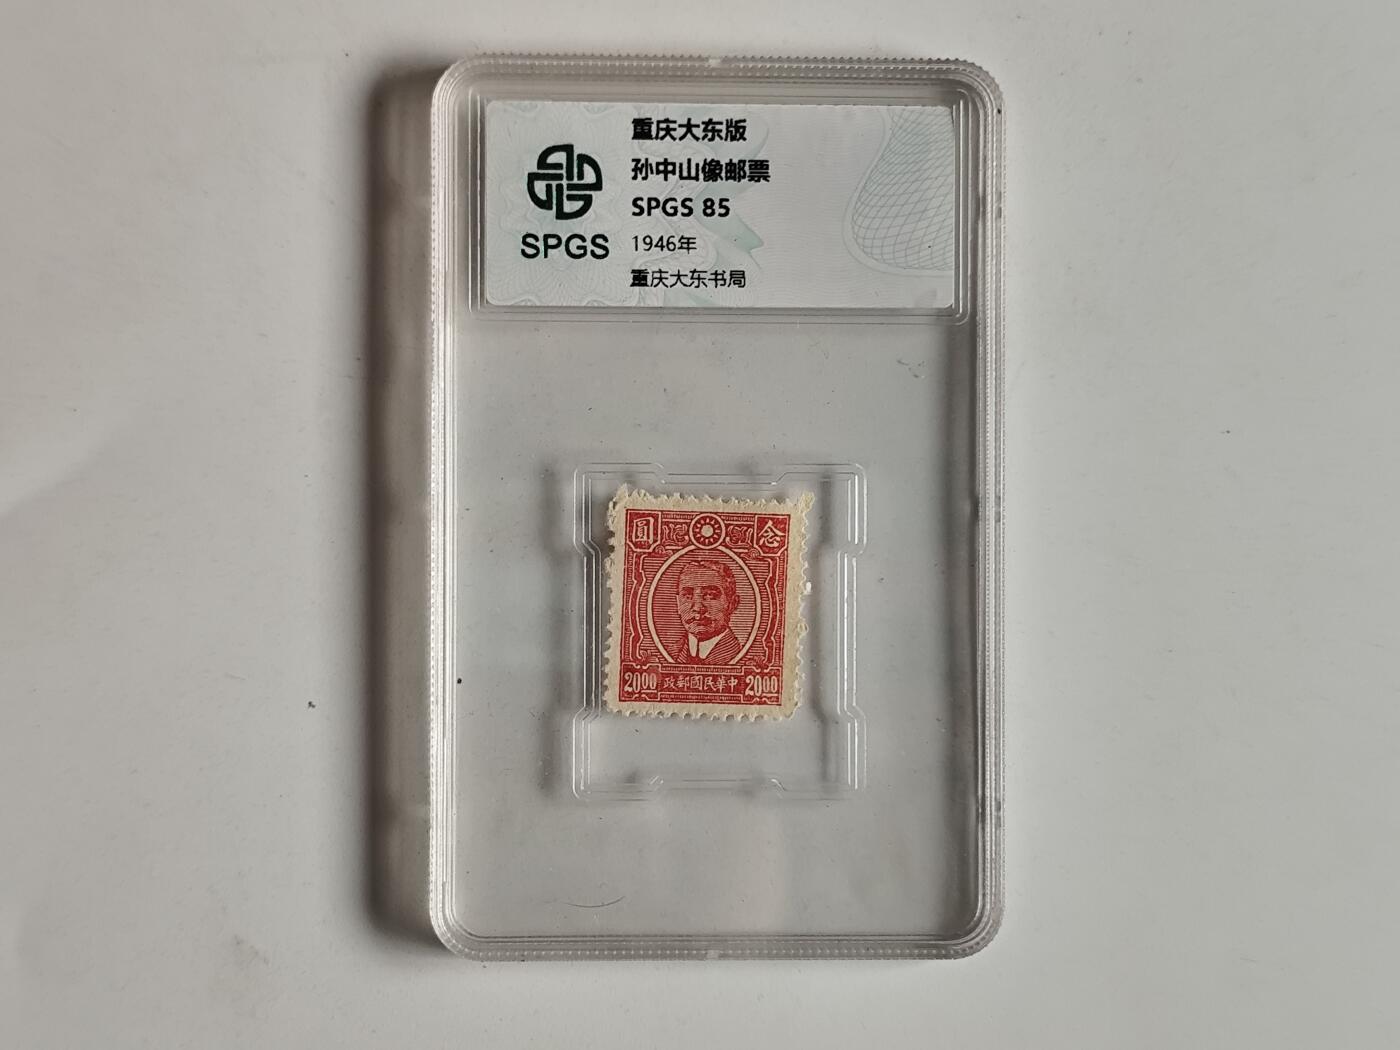 重庆大东版
孙中山像邮票
SPGS 85
1946年
重庆大东书局
SPGS
圓
念
20.00
政郵國民華中
20.00